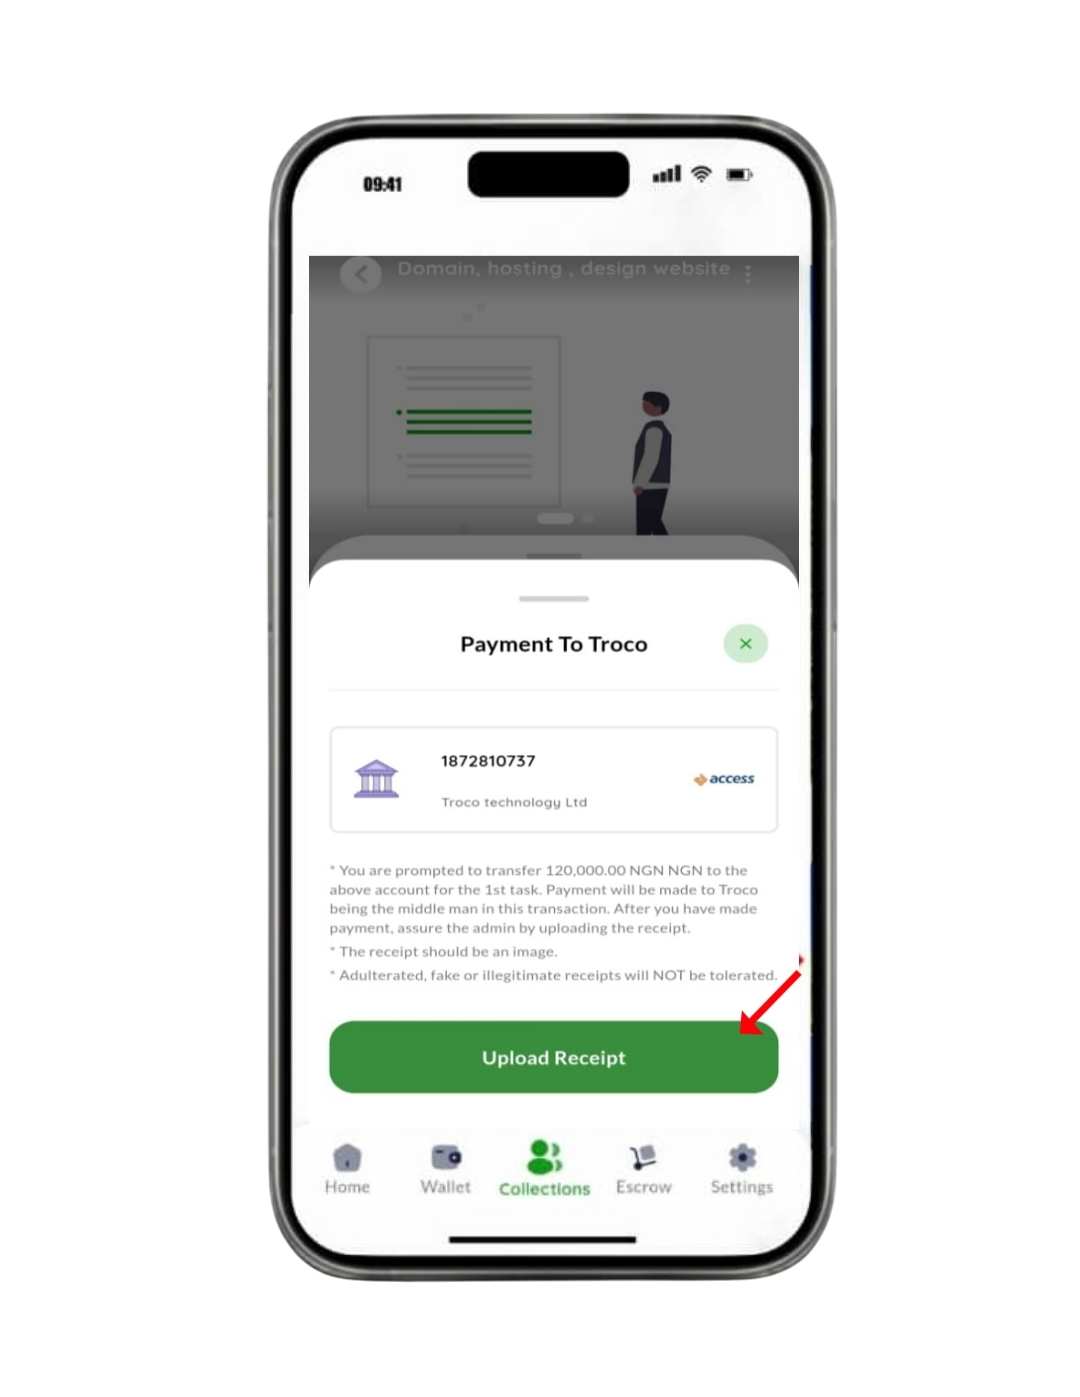 09:41
Domain, hosting , design website
Payment To Troco
1872810737
access
Troco technology Ltd
* You are prompted to transfer 120,000.00 NGN NGN to the
above account for the 1st task. Payment will be made to Troco
being the middle man in this transaction. After you have made
payment, assure the admin by uploading the receipt.
* The receipt should be an image.
* Adulterated, fake or illegitimate receipts will NOT be tolerated.
Upload Receipt
Home
Wallet
Collections
Escrow
Settings